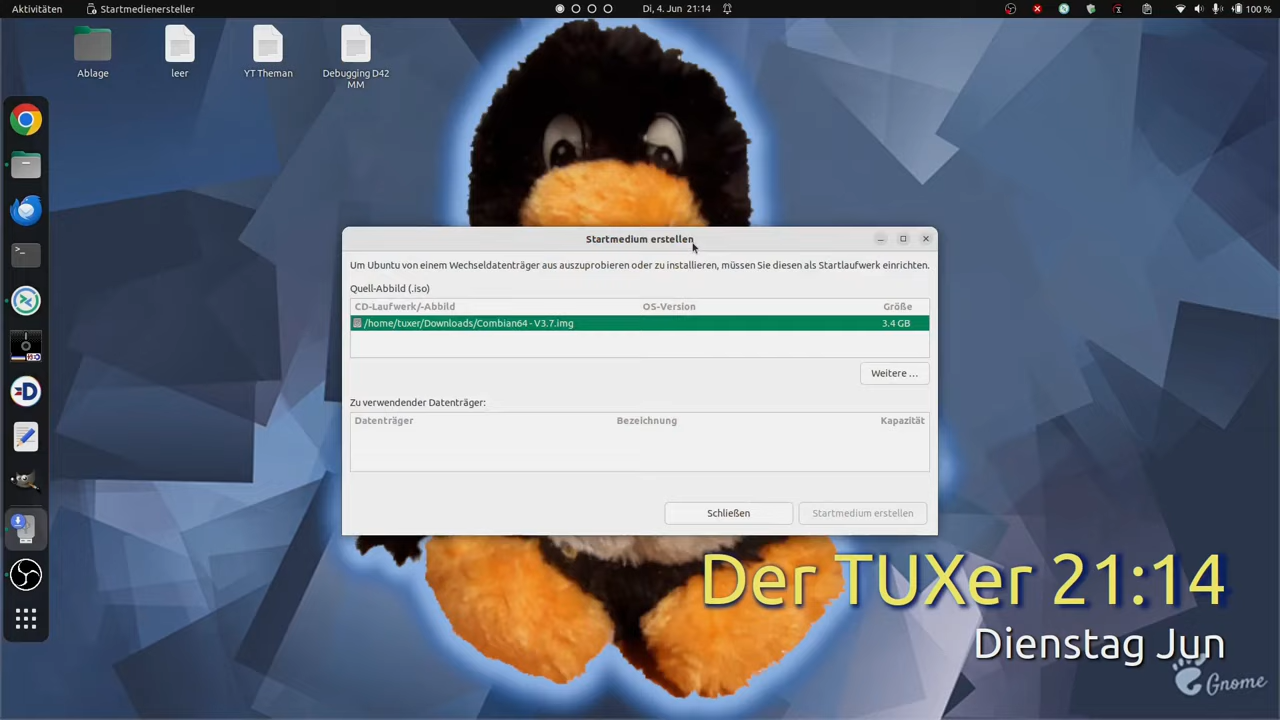 Aktivitäten
Startmedienersteller
Di, 4. Jun 21:14
100 %
Ablage
leer
YT Theman
Debugging D42
MM
Startmedium erstellen
Um Ubuntu von einem Wechseldatenträger aus auszuprobieren oder zu installieren, müssen Sie diesen als Startlaufwerk einrichten.
Quell-Abbild (.iso)
CD-Laufwerk/-Abbild OS-Version Größe
/home/tuxer/Downloads/Combian64 - V3.7.img 3.4 GB
Weitere ...
Zu verwendender Datenträger:
Datenträger Bezeichnung Kapazität
Schließen Startmedium erstellen
Der TUXer 21:14
Dienstag Jun
Gnome